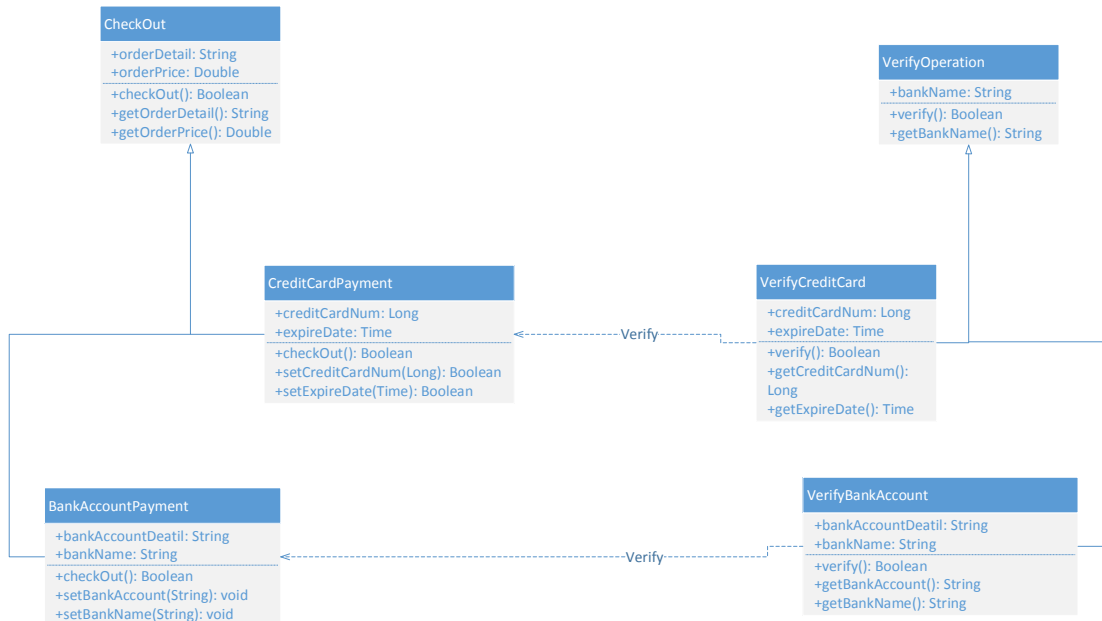 CheckOut
+orderDetail: String
+orderPrice: Double
+checkOut(): Boolean
+getOrderDetail(): String
+getOrderPrice(): Double
VerifyOperation
+bankName: String
+verify(): Boolean
+getBankName(): String
CreditCardPayment
+creditCardNum: Long
+expireDate: Time
+checkOut(): Boolean
+setCreditCardNum(Long): Boolean
+setExpireDate(Time): Boolean
Verify
VerifyCreditCard
+creditCardNum: Long
+expireDate: Time
+verify(): Boolean
+getCreditCardNum():
Long
+getExpireDate(): Time
BankAccountPayment
+bankAccountDeatil: String
+bankName: String
+checkOut(): Boolean
+setBankAccount(String): void
+setBankName(String): void
Verify
VerifyBankAccount
+bankAccountDeatil: String
+bankName: String
+verify(): Boolean
+getBankAccount(): String
+getBankName(): String